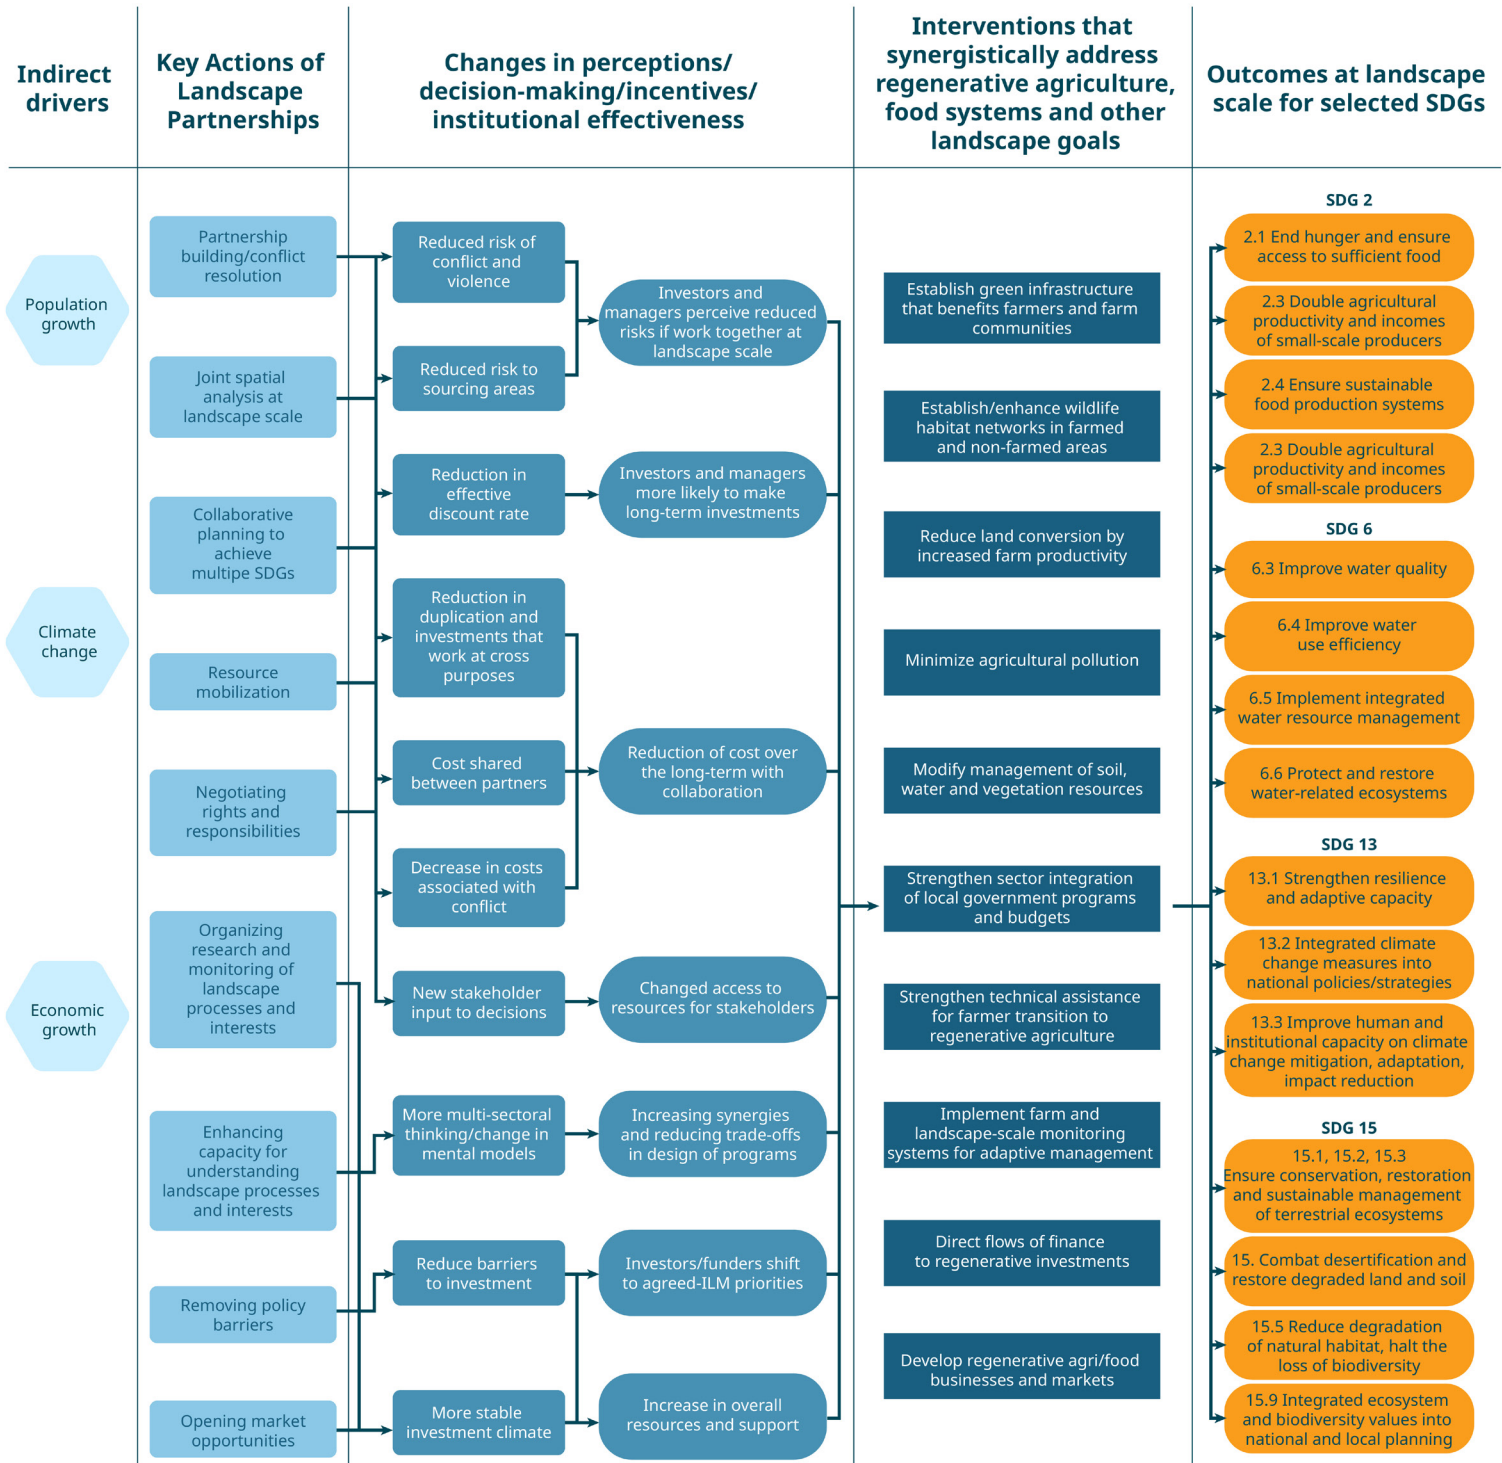 Indirect
drivers
Key Actions of
Landscape
Partnerships
Changes in perceptions/
decision-making/incentives/
institutional effectiveness
Interventions that
synergistically address
regenerative agriculture,
food systems and other
landscape goals
Outcomes at landscape
scale for selected SDGs
Population
growth
Climate
change
Economic
growth
Partnership
building/conflict
resolution
Joint spatial
analysis at
landscape scale
Collaborative
planning to
achieve
multipe SDGs
Resource
mobilization
Negotiating
rights and
responsibilities
Organizing
research and
monitoring of
landscape
processes and
interests
Enhancing
capacity for
understanding
landscape processes
and interests
Removing policy
barriers
Opening market
opportunities
Reduced risk of
conflict and
violence
Reduced risk to
sourcing areas
Reduction in
effective
discount rate
Reduction in
duplication and
investments that
work at cross
purposes
Cost shared
between partners
Decrease in costs
associated with
conflict
New stakeholder
input to decisions
More multi-sectoral
thinking/change in
mental models
Reduce barriers
to investment
More stable
investment climate
Investors and
managers perceive reduced
risks if work together at
landscape scale
Investors and managers
more likely to make
long-term investments
Reduction of cost over
the long-term with
collaboration
Changed access to
resources for stakeholders
Increasing synergies
and reducing trade-offs
in design of programs
Investors/funders shift
to agreed-ILM priorities
Increase in overall
resources and support
Establish green infrastructure
that benefits farmers and farm
communities
Establish/enhance wildlife
habitat networks in farmed
and non-farmed areas
Reduce land conversion by
increased farm productivity
Minimize agricultural pollution
Modify management of soil,
water and vegetation resources
Strengthen sector integration
of local government programs
and budgets
Strengthen technical assistance
for farmer transition to
regenerative agriculture
Implement farm and
landscape-scale monitoring
systems for adaptive management
Direct flows of finance
to regenerative investments
Develop regenerative agri/food
businesses and markets
SDG 2
2.1 End hunger and ensure
access to sufficient food
2.3 Double agricultural
productivity and incomes
of small-scale producers
2.4 Ensure sustainable
food production systems
2.3 Double agricultural
productivity and incomes
of small-scale producers
SDG 6
6.3 Improve water quality
6.4 Improve water
use efficiency
6.5 Implement integrated
water resource management
6.6 Protect and restore
water-related ecosystems
SDG 13
13.1 Strengthen resilience
and adaptive capacity
13.2 Integrated climate
change measures into
national policies/strategies
13.3 Improve human and
institutional capacity on climate
change mitigation, adaptation,
impact reduction
SDG 15
15.1, 15.2, 15.3
Ensure conservation, restoration
and sustainable management
of terrestrial ecosystems
15. Combat desertification and
restore degraded land and soil
15.5 Reduce degradation
of natural habitat, halt the
loss of biodiversity
15.9 Integrated ecosystem
and biodiversity values into
national and local planning